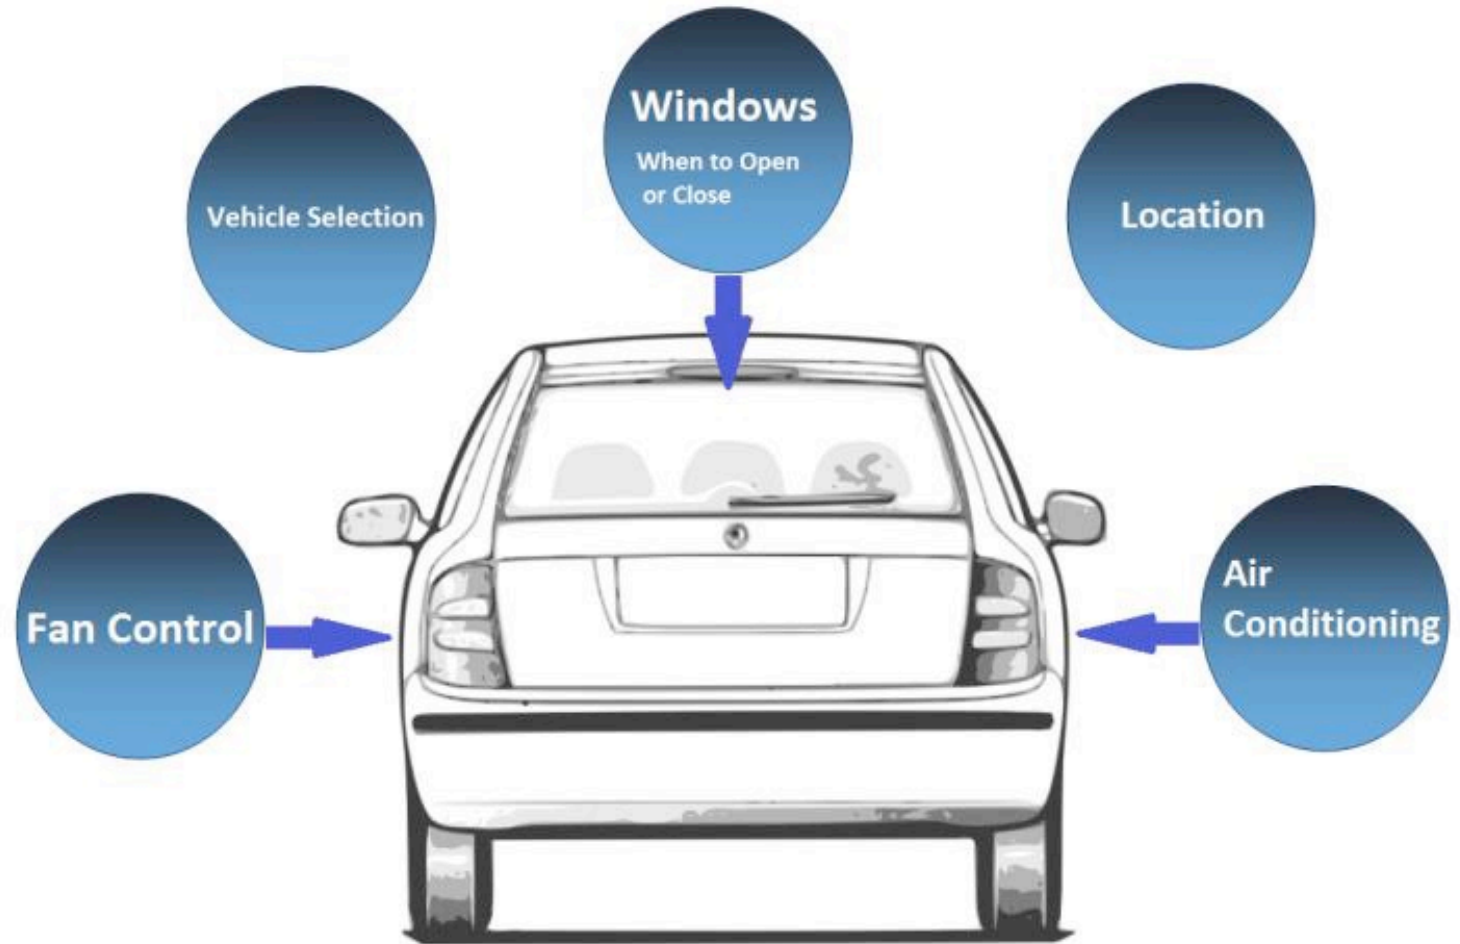 Windows
When to Open
or Close
Vehicle Selection
Location
Fan Control
Air
Conditioning